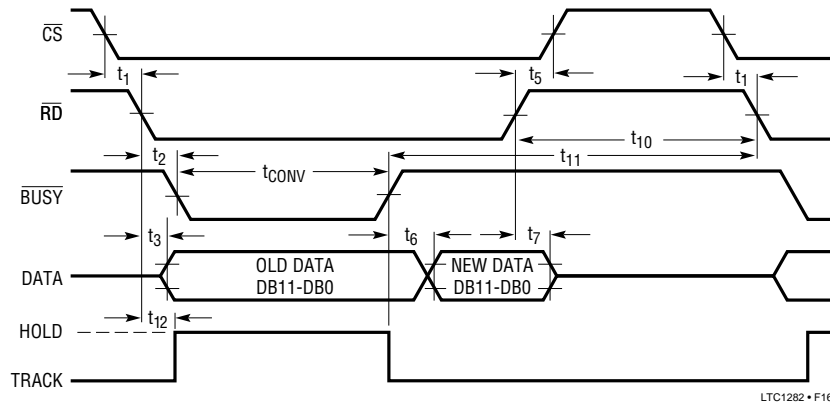 CS
t1 t5 t1
RD
t2 tCONV t10
t11
BUSY
t3 t6 t7
DATA OLD DATA NEW DATA
DB11-DB0 DB11-DB0
t12
HOLD
TRACK
LTC1282 • F16